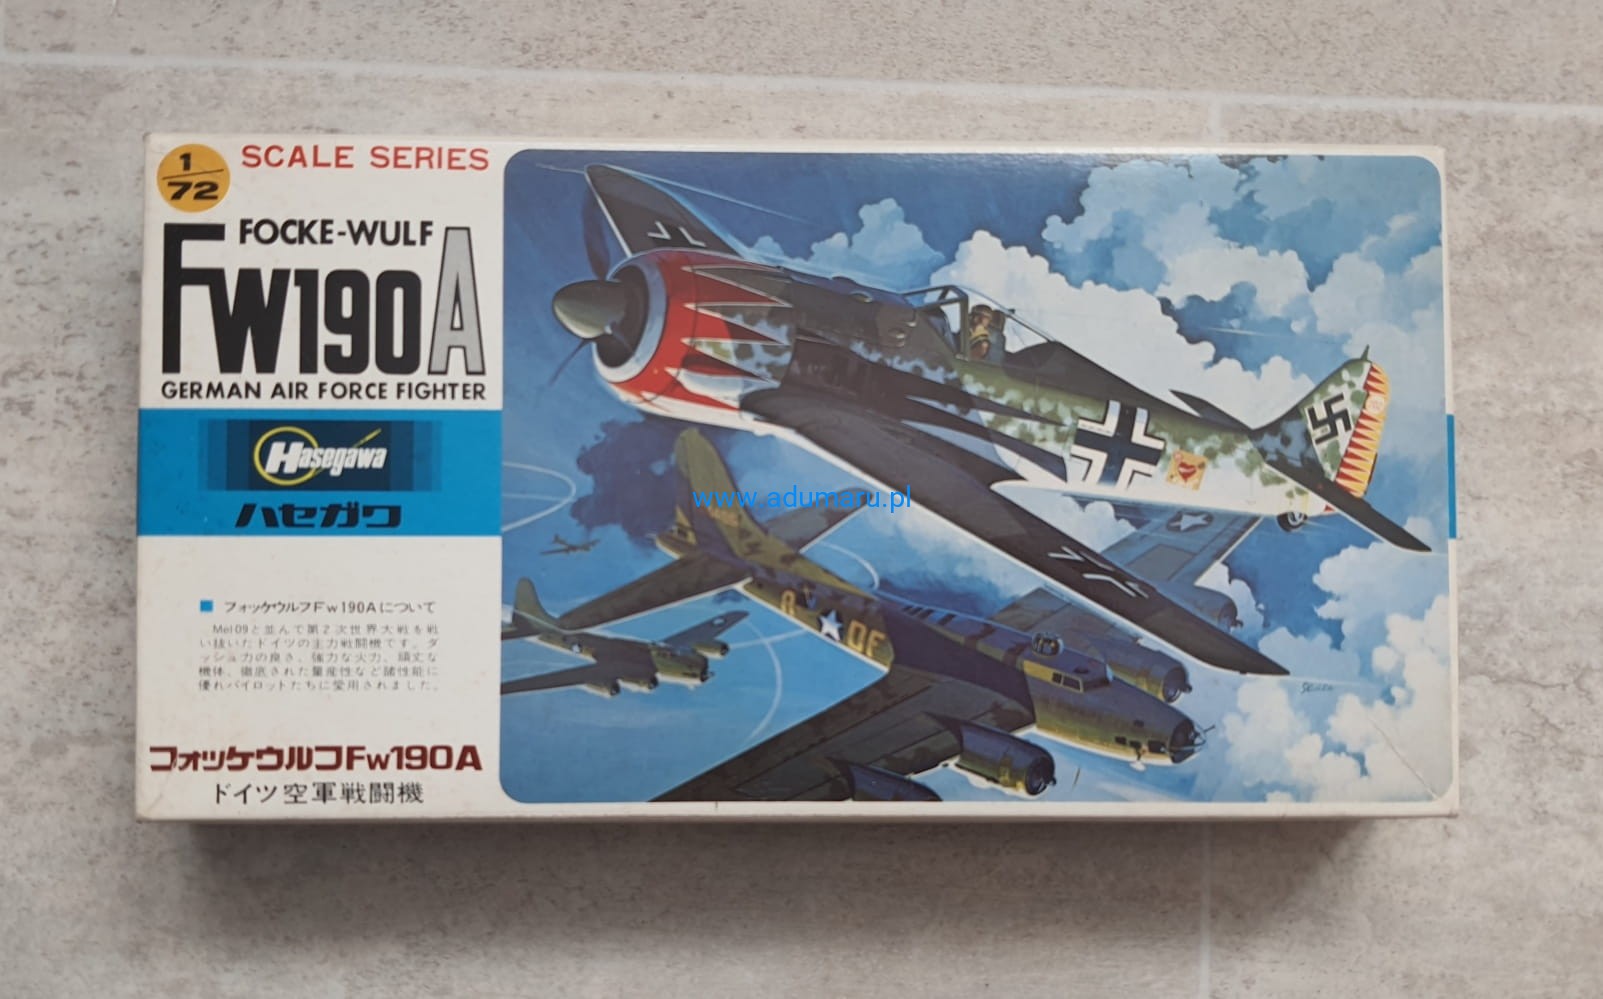 1
72
SCALE SERIES
FOCKE-WULF
FW190A
GERMAN AIR FORCE FIGHTER
Hasegawa
ハセガワ
■ フォッケウルフFw190Aについて
Me109と並んで第2次世界大戦を戦
い抜いたドイツの主力戦闘機です。ダ
ッシュ力の良さ、強力な火力、頑丈な
機体、徹底された量産性など諸性能に
優れパイロットたちに愛用されました。
フォッケウルフFw190A
ドイツ空軍戦闘機
www.adumaru.pl